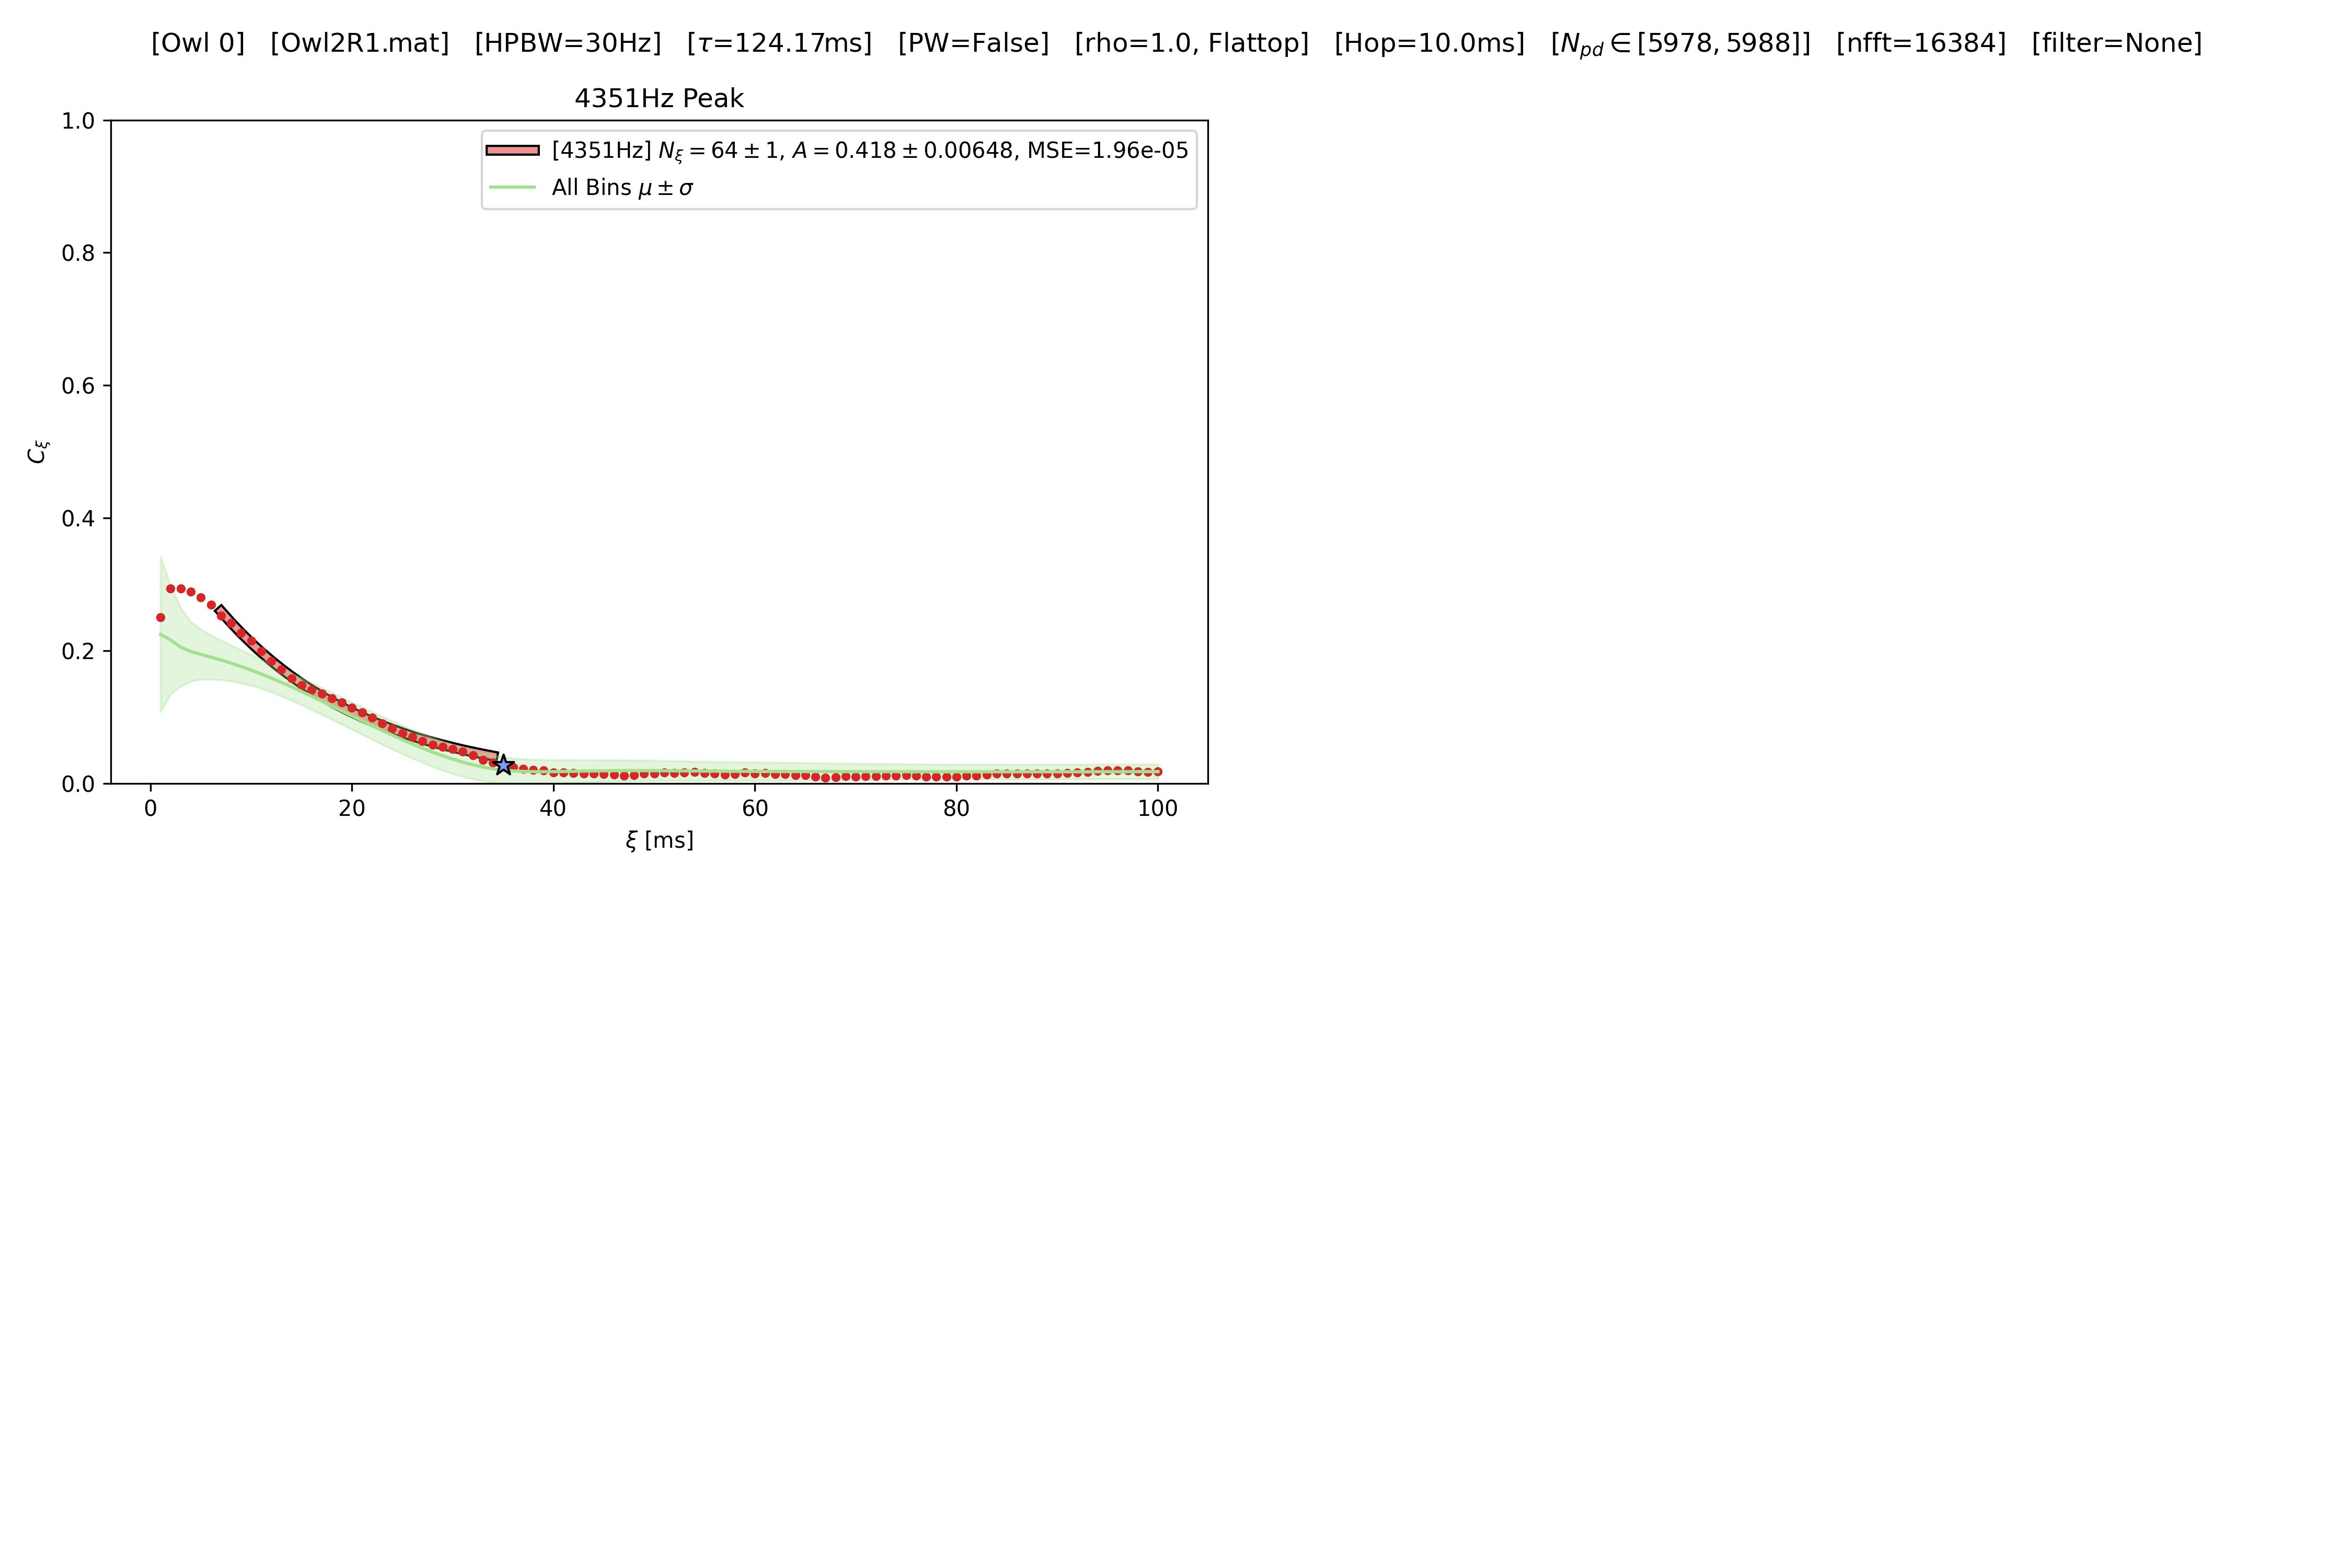 [Owl 0] [Owl2R1.mat] [HPBW=30Hz] [τ=124.17ms] [PW=False] [rho=1.0, Flattop] [Hop=10.0ms] [N_pd ∈ [5978, 5988]] [nfft=16384] [filter=None]
4351Hz Peak
[4351Hz] N_ξ = 64 ± 1, A = 0.418 ± 0.00648, MSE=1.96e-05
All Bins μ ± σ
1.0
0.8
0.6
0.4
0.2
0.0
C_ξ
0 20 40 60 80 100
ξ [ms]